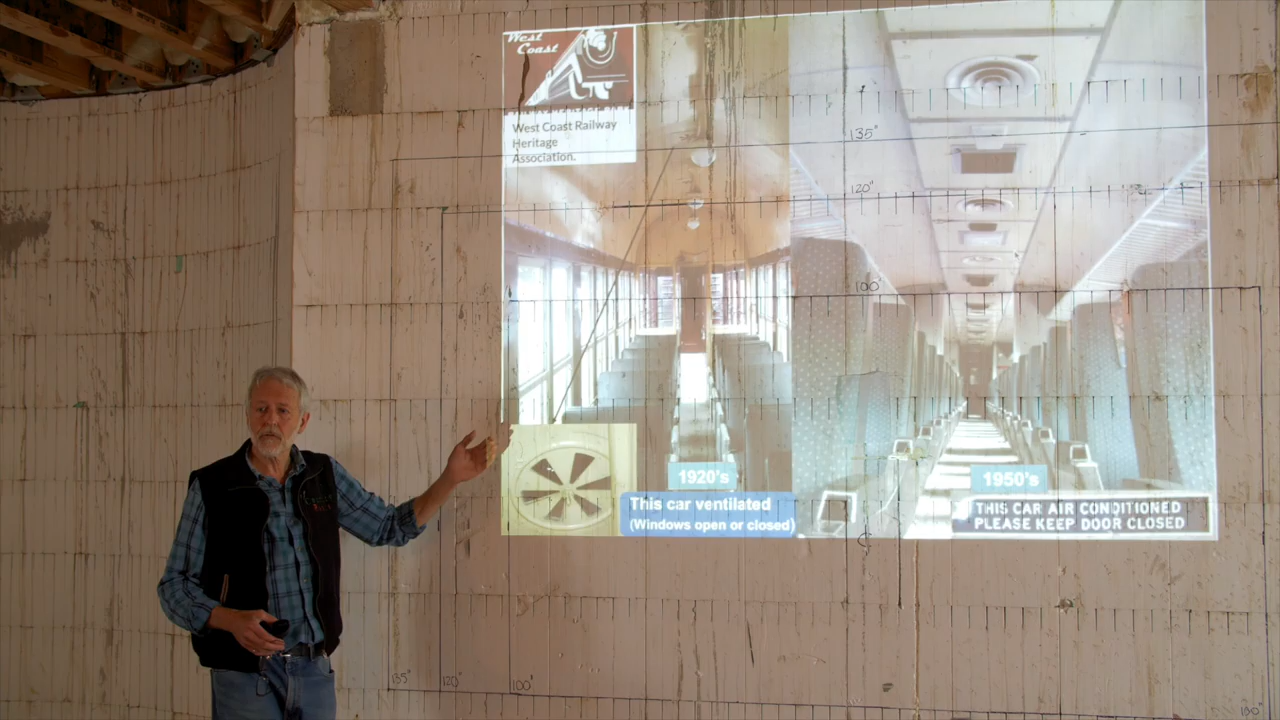 West
Coast
West Coast Railway
Heritage
Association.
135"
120"
100"
1920's
1950's
This car ventilated
(Windows open or closed)
THIS CAR AIR CONDITIONED
PLEASE KEEP DOOR CLOSED
135"
120"
100"
100"